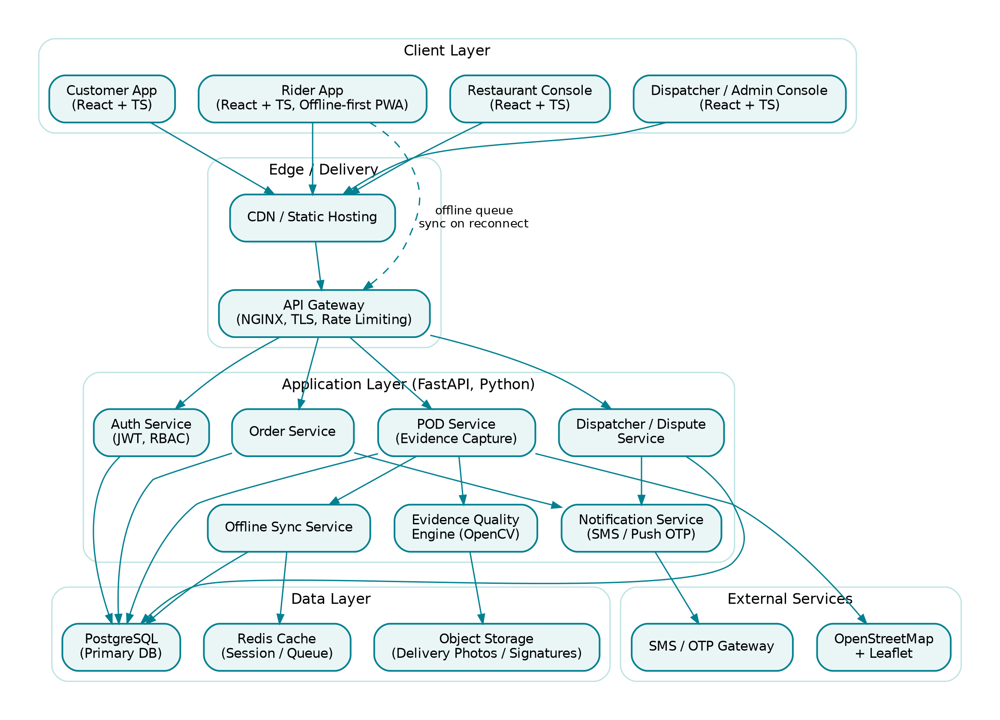 Client Layer
Customer App
(React + TS)
Rider App
(React + TS, Offline-first PWA)
Restaurant Console
(React + TS)
Dispatcher / Admin Console
(React + TS)
Edge / Delivery
CDN / Static Hosting
offline queue
sync on reconnect
API Gateway
(NGINX, TLS, Rate Limiting)
Application Layer (FastAPI, Python)
Auth Service
(JWT, RBAC)
Order Service
POD Service
(Evidence Capture)
Dispatcher / Dispute
Service
Offline Sync Service
Evidence Quality
Engine (OpenCV)
Notification Service
(SMS / Push OTP)
Data Layer
PostgreSQL
(Primary DB)
Redis Cache
(Session / Queue)
Object Storage
(Delivery Photos / Signatures)
External Services
SMS / OTP Gateway
OpenStreetMap
+ Leaflet